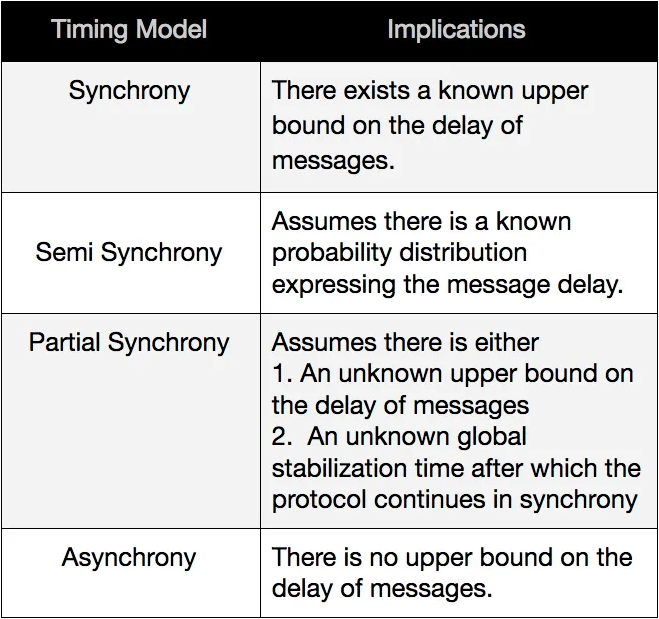 Timing Model Implications
Synchrony
There exists a known upper
bound on the delay of
messages.
Semi Synchrony
Assumes there is a known
probability distribution
expressing the message delay.
Partial Synchrony
Assumes there is either
1. An unknown upper bound on
the delay of messages
2.  An unknown global
stabilization time after which the
protocol continues in synchrony
Asynchrony
There is no upper bound on the
delay of messages.